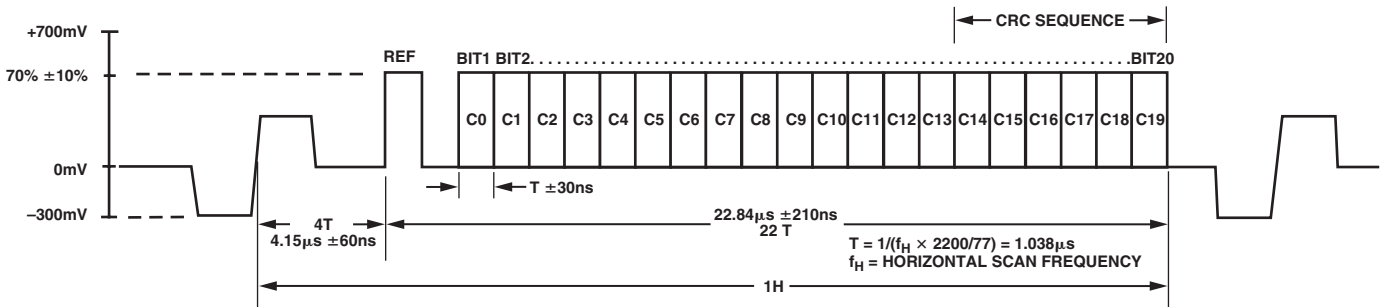 +700mV
CRC SEQUENCE
REF
BIT1 BIT2. . . . . . . . . . . . . . . . . . . . . . . . . . . . . . . . . . . . . . . . . . . . . . . . . . . . . . . . . . . . . .BIT20
70% ±10%
C0 C1 C2 C3 C4 C5 C6 C7 C8 C9 C10 C11 C12 C13 C14 C15 C16 C17 C18 C19
0mV
T ±30ns
–300mV
4T
4.15µs ±60ns
22.84µs ±210ns
22 T
T = 1/(fH × 2200/77) = 1.038µs
fH = HORIZONTAL SCAN FREQUENCY
1H